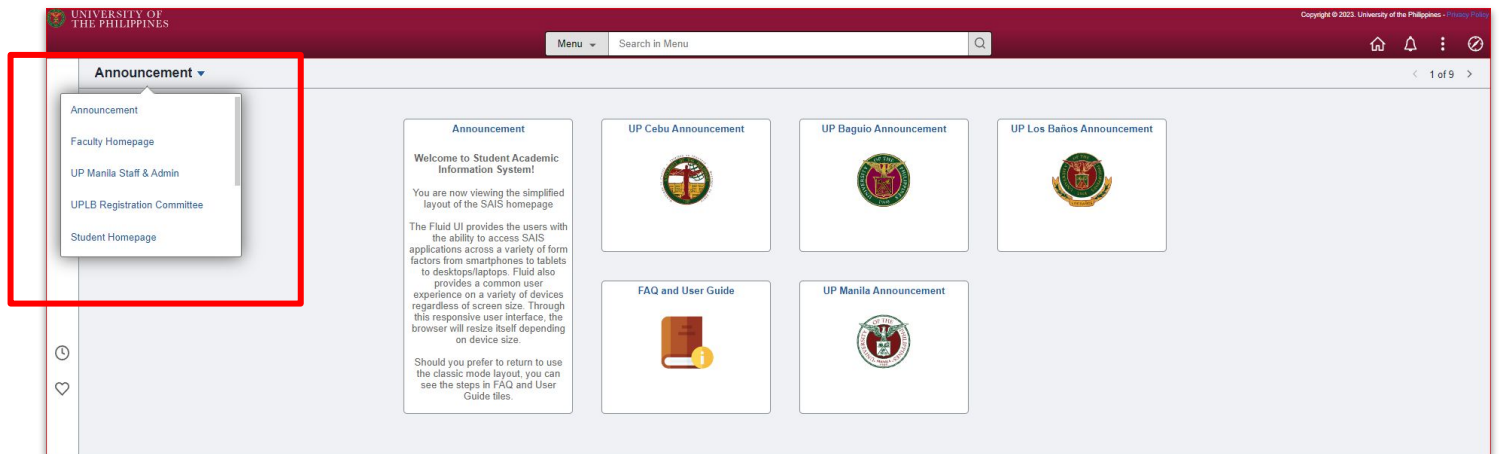 UNIVERSITY OF
THE PHILIPPINES
Copyright © 2023. University of the Philippines - Privacy Policy
Menu
Search in Menu
Announcement
1 of 9
Announcement
Faculty Homepage
UP Manila Staff & Admin
UPLB Registration Committee
Student Homepage
Announcement
Welcome to Student Academic
Information System!
You are now viewing the simplified
layout of the SAIS homepage
The Fluid UI provides the users with
the ability to access SAIS
applications across a variety of form
factors from smartphones to tablets
to desktops/laptops. Fluid also
provides a common user
experience on a variety of devices
regardless of screen size. Through
this responsive user interface, the
browser will resize itself depending
on device size.
Should you prefer to return to use
the classic mode layout, you can
see the steps in FAQ and User
Guide tiles.
UP Cebu Announcement
UP Baguio Announcement
UP Los Baños Announcement
FAQ and User Guide
UP Manila Announcement